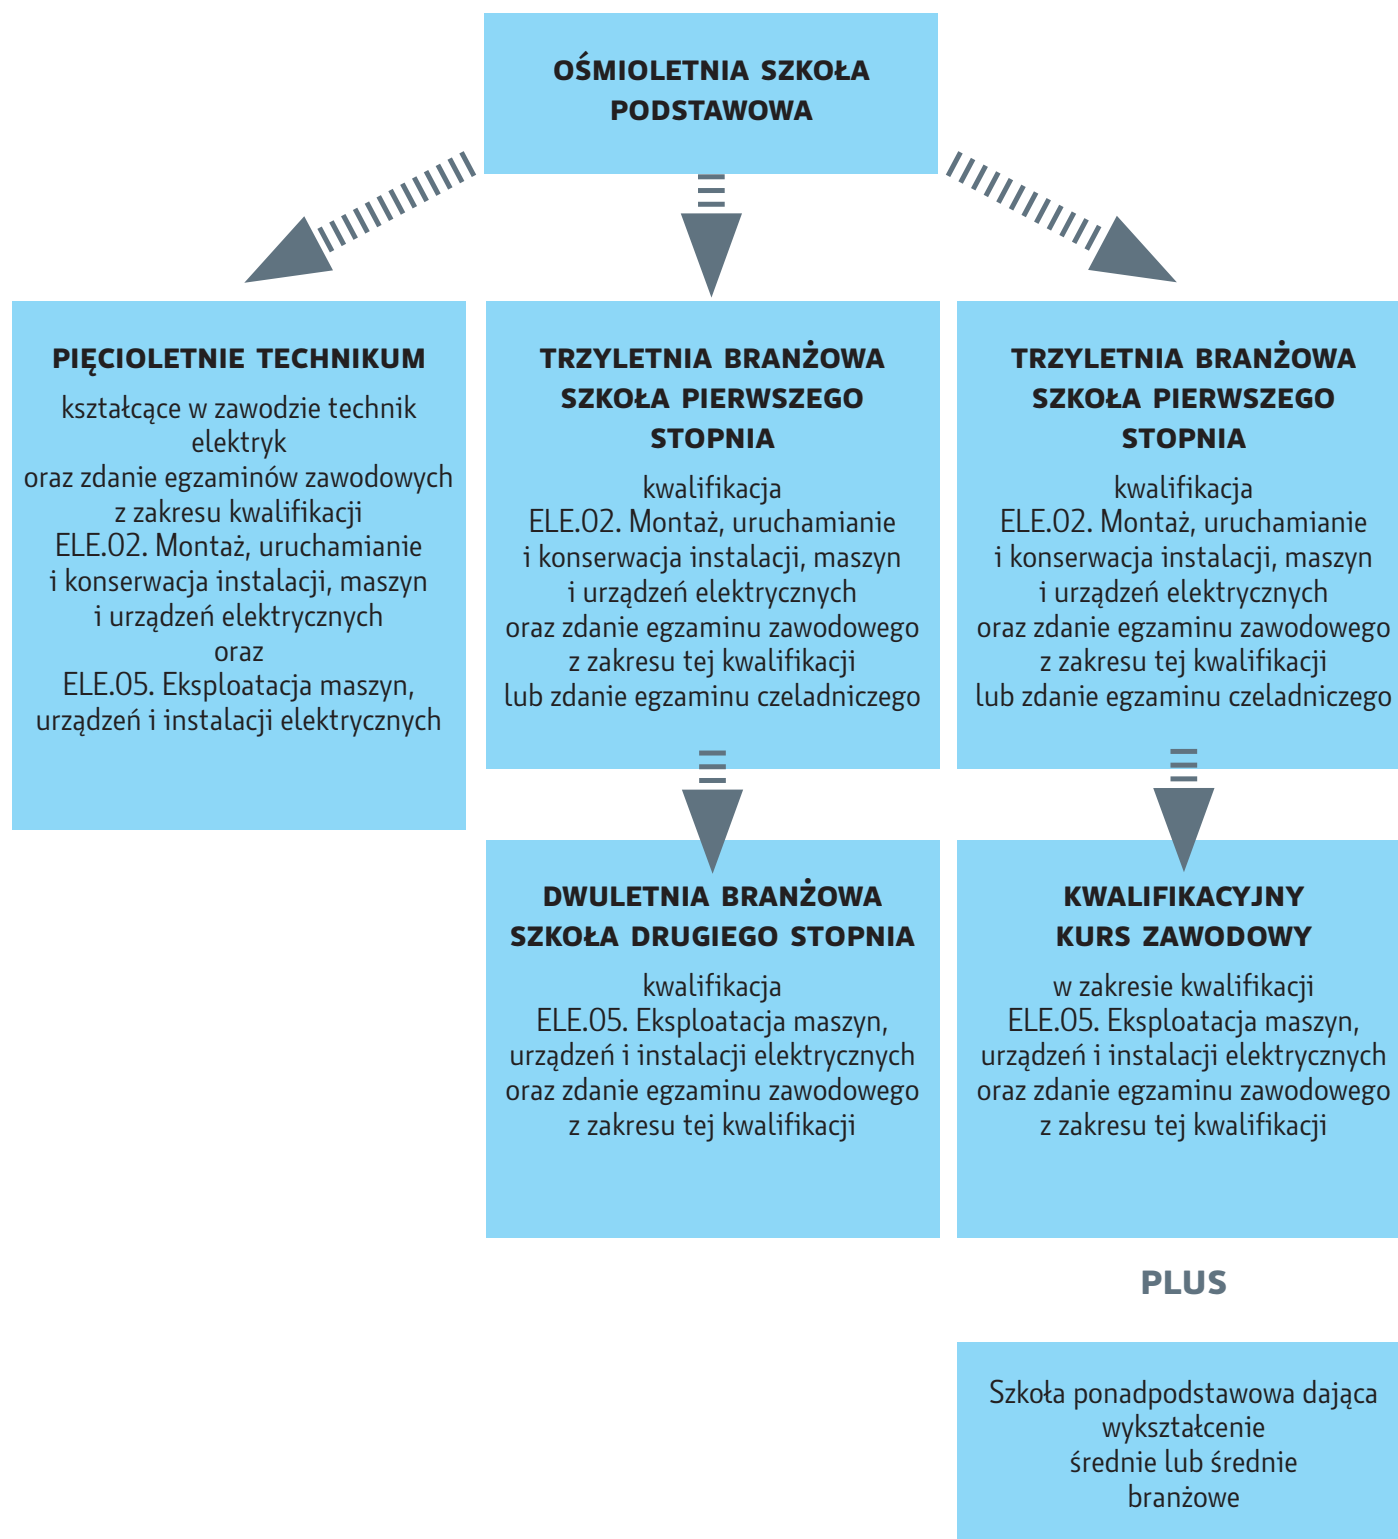 OŚMIOLETNIA SZKOŁA
PODSTAWOWA
PIĘCIOLETNIE TECHNIKUM
kształcące w zawodzie technik
elektryk
oraz zdanie egzaminów zawodowych
z zakresu kwalifikacji
ELE.02. Montaż, uruchamianie
i konserwacja instalacji, maszyn
i urządzeń elektrycznych
oraz
ELE.05. Eksploatacja maszyn,
urządzeń i instalacji elektrycznych
TRZYLETNIA BRANŻOWA
SZKOŁA PIERWSZEGO
STOPNIA
kwalifikacja
ELE.02. Montaż, uruchamianie
i konserwacja instalacji, maszyn
i urządzeń elektrycznych
oraz zdanie egzaminu zawodowego
z zakresu tej kwalifikacji
lub zdanie egzaminu czeladniczego
TRZYLETNIA BRANŻOWA
SZKOŁA PIERWSZEGO
STOPNIA
kwalifikacja
ELE.02. Montaż, uruchamianie
i konserwacja instalacji, maszyn
i urządzeń elektrycznych
oraz zdanie egzaminu zawodowego
z zakresu tej kwalifikacji
lub zdanie egzaminu czeladniczego
DWULETNIA BRANŻOWA
SZKOŁA DRUGIEGO STOPNIA
kwalifikacja
ELE.05. Eksploatacja maszyn,
urządzeń i instalacji elektrycznych
oraz zdanie egzaminu zawodowego
z zakresu tej kwalifikacji
KWALIFIKACYJNY
KURS ZAWODOWY
w zakresie kwalifikacji
ELE.05. Eksploatacja maszyn,
urządzeń i instalacji elektrycznych
oraz zdanie egzaminu zawodowego
z zakresu tej kwalifikacji
PLUS
Szkoła ponadpodstawowa dająca
wykształcenie
średnie lub średnie
branżowe